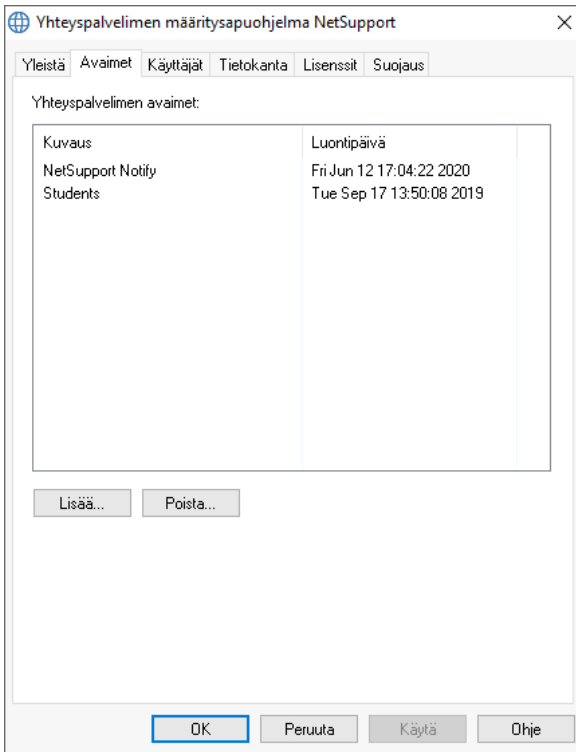 Yhteyspalvelimen määritysapuohjelma NetSupport
Yleistä Avaimet Käyttäjät Tietokanta Lisenssit Suojaus
Yhteyspalvelimen avaimet:
Kuvaus Luontipäivä
NetSupport Notify Fri Jun 12 17:04:22 2020
Students Tue Sep 17 13:50:08 2019
Lisää... Poista...
OK Peruuta Käytä Ohje